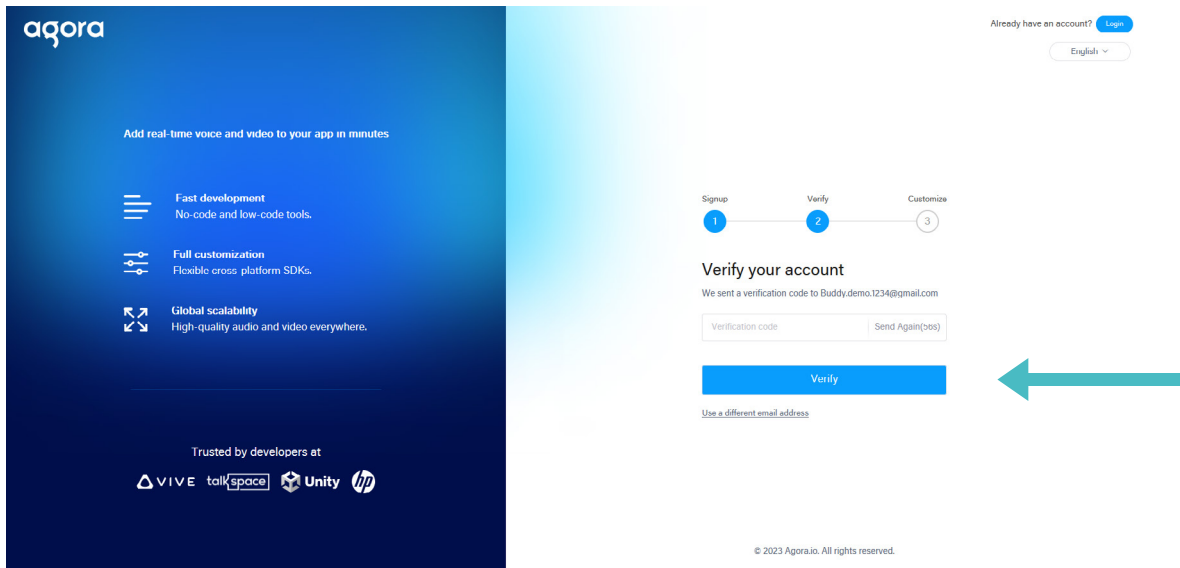 agora
Add real-time voice and video to your app in minutes
Fast development
No-code and low-code tools.
Full customization
Flexible cross platform SDKs.
Global scalability
High-quality audio and video everywhere.
Trusted by developers at
VIVE talkspace Unity hp
Already have an account? Login
English
Signup Verify Customize
1 2 3
Verify your account
We sent a verification code to Buddy.demo.1234@gmail.com
Verification code Send Again
Verify
Use a different email address
© 2023 Agora.io. All rights reserved.